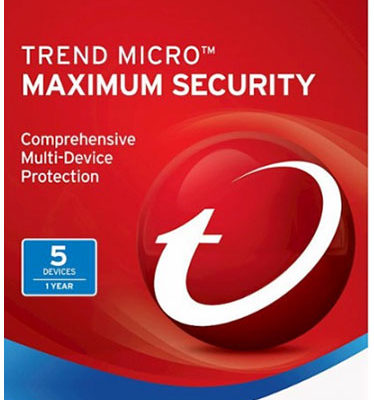 TREND MICRO™
MAXIMUM SECURITY
Comprehensive
Multi-Device
Protection
5
DEVICES
1 YEAR